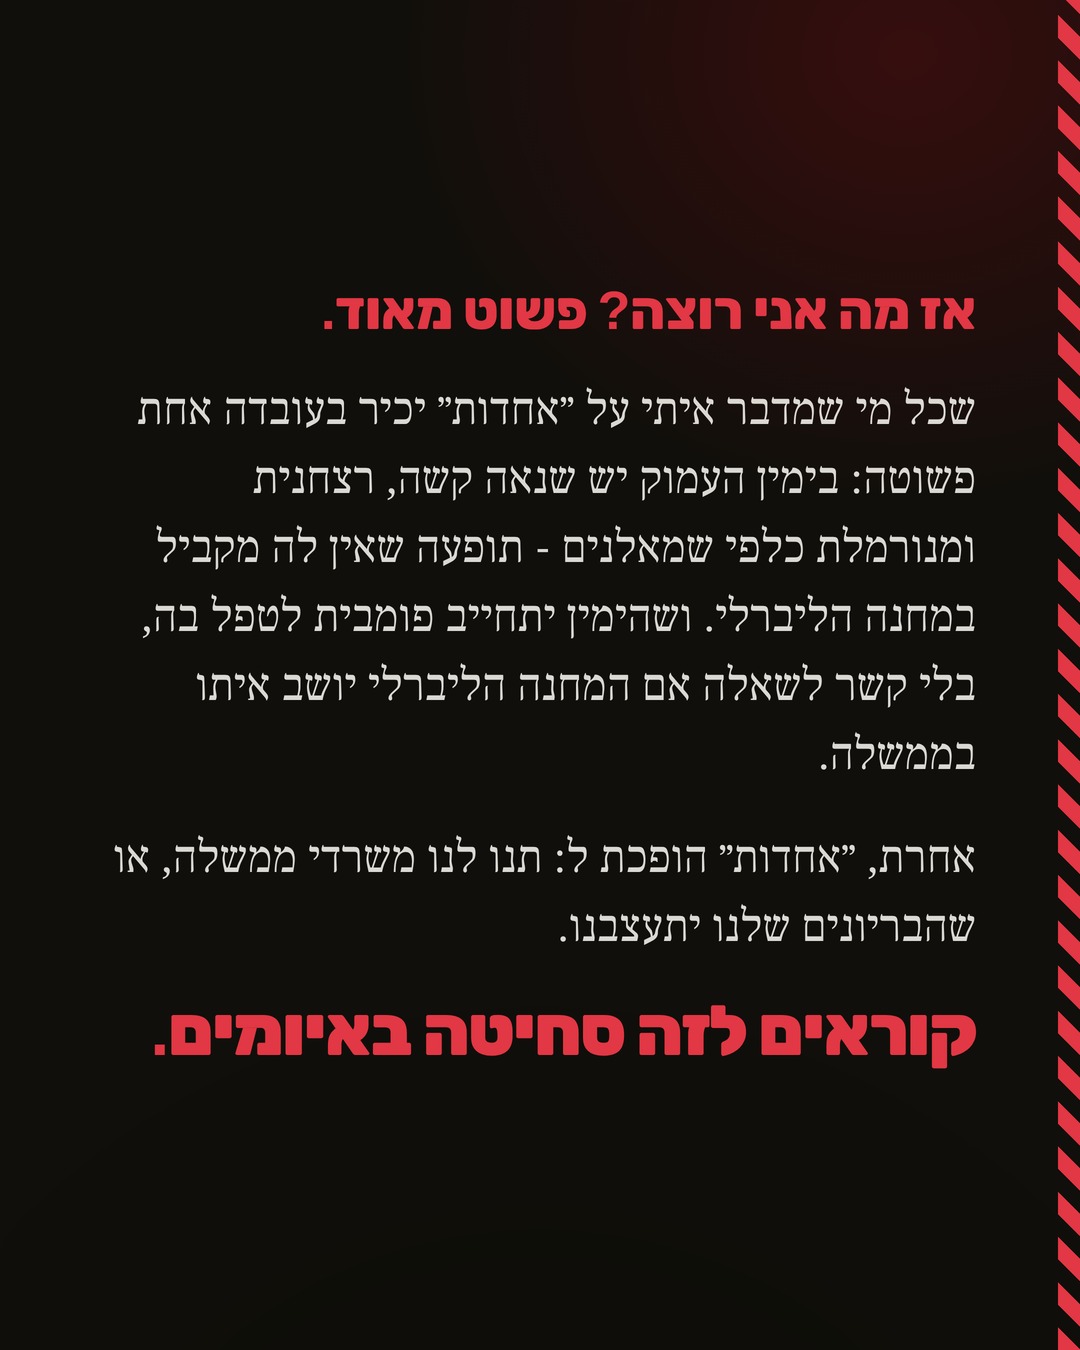 אז מה אני רוצה? פשוט מאוד.
שכל מי שמדבר איתי על ״אחדות״ יכיר בעובדה אחת
פשוטה: בימין העמוק יש שנאה קשה, רצחנית
ומנורמלת כלפי שמאלנים - תופעה שאין לה מקביל
במחנה הליברלי. ושהימין יתחייב פומבית לטפל בה,
בלי קשר לשאלה אם המחנה הליברלי יושב איתו
בממשלה.
אחרת, ״אחדות״ הופכת ל: תנו לנו משרדי ממשלה, או
שהבריונים שלנו יתעצבנו.
קוראים לזה סחיטה באיומים.